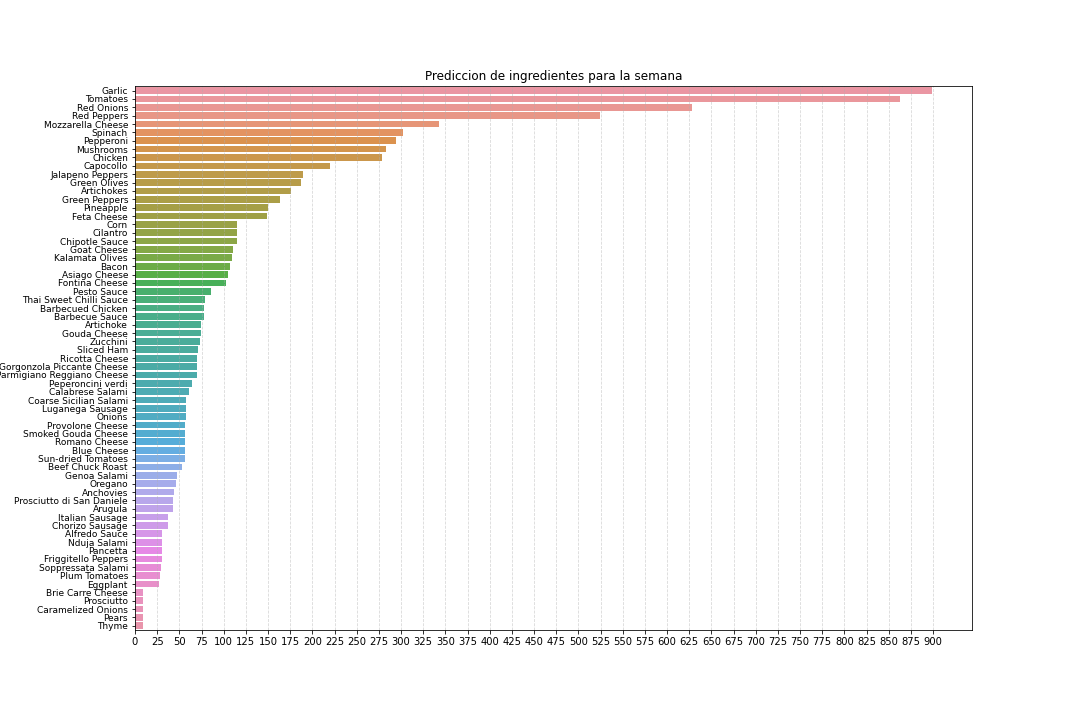 Prediccion de ingredientes para la semana
Garlic
Tomatoes
Red Onions
Red Peppers
Mozzarella Cheese
Spinach
Pepperoni
Mushrooms
Chicken
Capocollo
Jalapeno Peppers
Green Olives
Artichokes
Green Peppers
Pineapple
Feta Cheese
Corn
Cilantro
Chipotle Sauce
Goat Cheese
Kalamata Olives
Bacon
Asiago Cheese
Fontina Cheese
Pesto Sauce
Thai Sweet Chilli Sauce
Barbecued Chicken
Barbecue Sauce
Artichoke
Gouda Cheese
Zucchini
Sliced Ham
Ricotta Cheese
Gorgonzola Piccante Cheese
Parmigiano Reggiano Cheese
Peperoncini verdi
Calabrese Salami
Coarse Sicilian Salami
Luganega Sausage
Onions
Provolone Cheese
Smoked Gouda Cheese
Romano Cheese
Blue Cheese
Sun-dried Tomatoes
Beef Chuck Roast
Genoa Salami
Oregano
Anchovies
Prosciutto di San Daniele
Arugula
Italian Sausage
Chorizo Sausage
Alfredo Sauce
Nduja Salami
Pancetta
Friggitello Peppers
Soppressata Salami
Plum Tomatoes
Eggplant
Brie Carre Cheese
Prosciutto
Caramelized Onions
Pears
Thyme
0 25 50 75 100 125 150 175 200 225 250 275 300 325 350 375 400 425 450 475 500 525 550 575 600 625 650 675 700 725 750 775 800 825 850 875 900